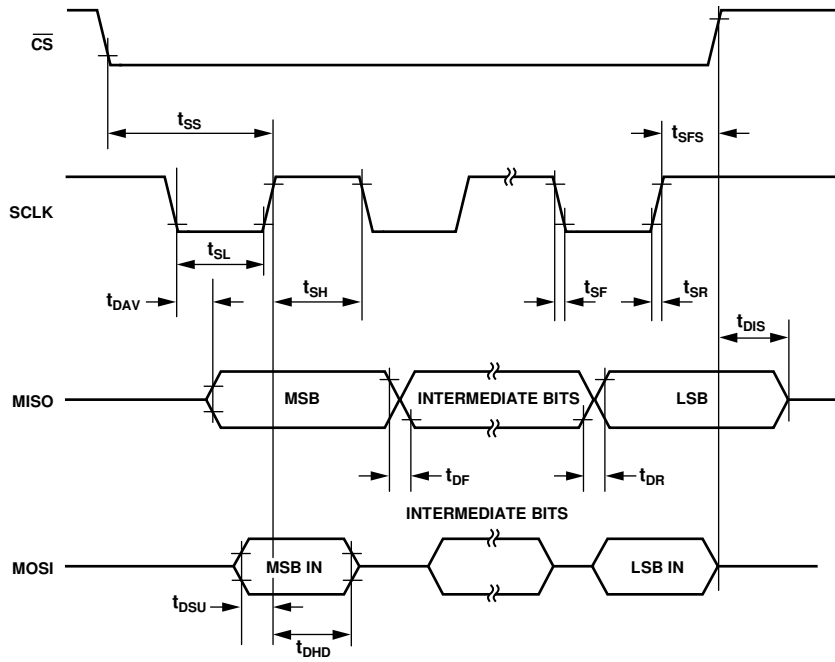 CS
tSS
tSFS
SCLK
tSL
tDAV
tSH
tSF
tSR
tDIS
MISO
MSB
INTERMEDIATE BITS
LSB
tDF
tDR
INTERMEDIATE BITS
MOSI
MSB IN
LSB IN
tDSU
tDHD